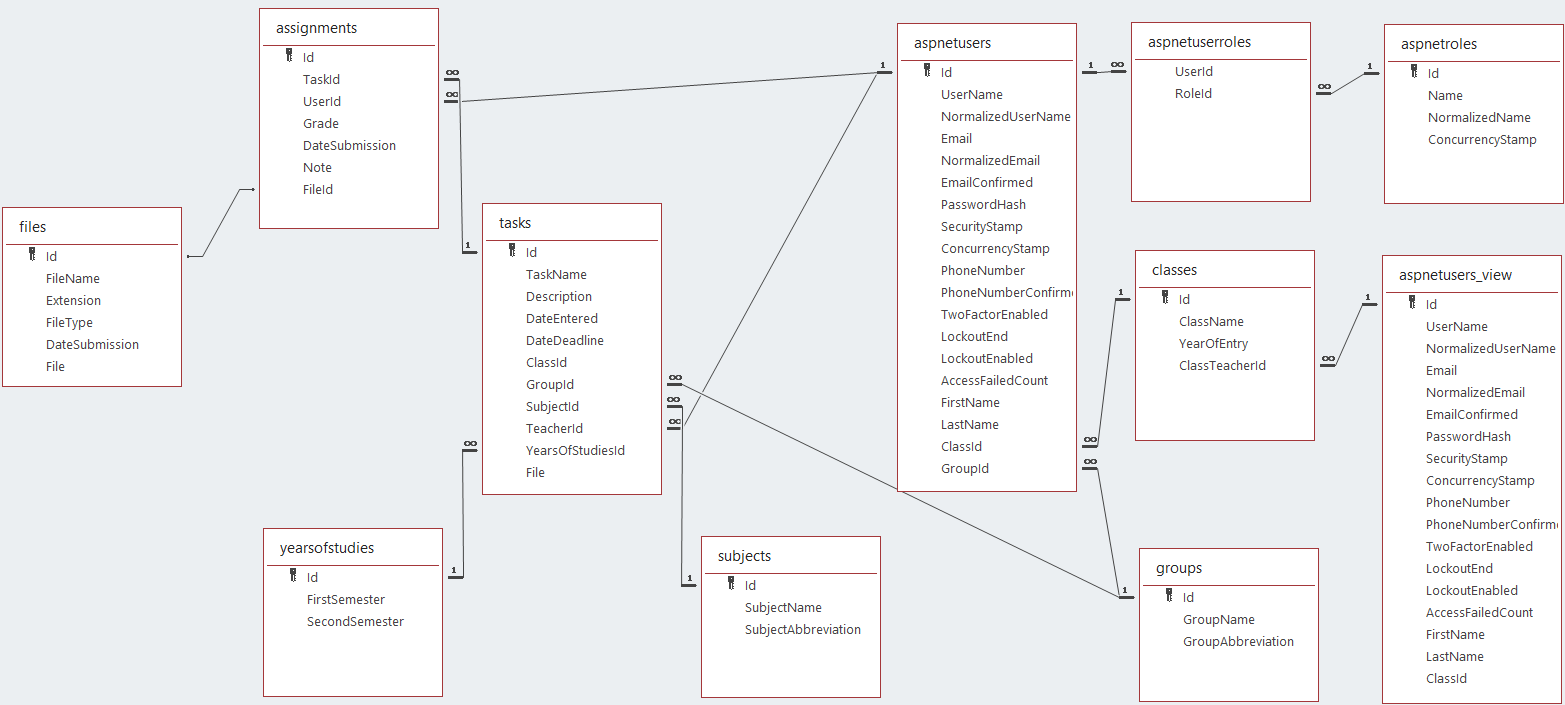 assignments
Id
TaskId
UserId
Grade
DateSubmission
Note
FileId
files
Id
FileName
Extension
FileType
DateSubmission
File
tasks
Id
TaskName
Description
DateEntered
DateDeadline
ClassId
GroupId
SubjectId
TeacherId
YearsOfStudiesId
File
yearsofstudies
Id
FirstSemester
SecondSemester
subjects
Id
SubjectName
SubjectAbbreviation
aspnetusers
Id
UserName
NormalizedUserName
Email
NormalizedEmail
EmailConfirmed
PasswordHash
SecurityStamp
ConcurrencyStamp
PhoneNumber
PhoneNumberConfirm
TwoFactorEnabled
LockoutEnd
LockoutEnabled
AccessFailedCount
FirstName
LastName
ClassId
GroupId
aspnetuserroles
UserId
RoleId
aspnetroles
Id
Name
NormalizedName
ConcurrencyStamp
classes
Id
ClassName
YearOfEntry
ClassTeacherId
groups
Id
GroupName
GroupAbbreviation
aspnetusers_view
Id
UserName
NormalizedUserName
Email
NormalizedEmail
EmailConfirmed
PasswordHash
SecurityStamp
ConcurrencyStamp
PhoneNumber
PhoneNumberConfirm
TwoFactorEnabled
LockoutEnd
LockoutEnabled
AccessFailedCount
FirstName
LastName
ClassId
∞
∞
1
1
∞
1
∞
∞
∞
∞
1
1
1
∞
∞
1
1
∞
1
∞
1